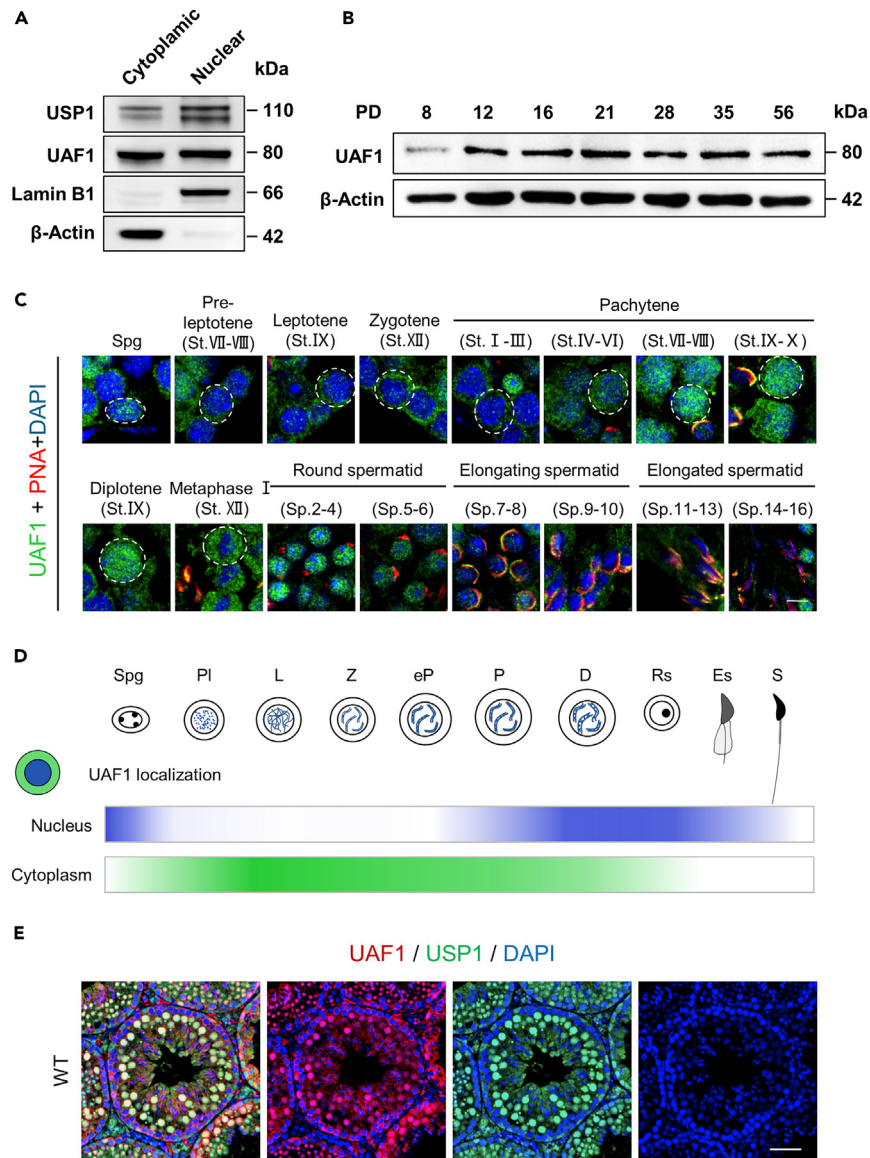 A
Cytoplamic
Nuclear
kDa
USP1
110
UAF1
80
Lamin B1
66
β-Actin
42
B
PD 8 12 16 21 28 35 56 kDa
UAF1
80
β-Actin
42
C
Spg
Pre-
leptotene
(St.Ⅶ-Ⅷ)
Leptotene
(St.Ⅸ)
Zygotene
(St.Ⅻ)
Pachytene
(St.Ⅰ-Ⅲ) (St.Ⅳ-Ⅵ) (St.Ⅶ-Ⅷ) (St.Ⅸ-Ⅹ)
UAF1 + PNA+DAPI
Diplotene
(St.Ⅸ)
Metaphase Ⅰ
(St. Ⅻ)
Round spermatid
(Sp.2-4) (Sp.5-6)
Elongating spermatid
(Sp.7-8) (Sp.9-10)
Elongated spermatid
(Sp.11-13) (Sp.14-16)
D
Spg Pl L Z eP P D Rs Es S
UAF1 localization
Nucleus
Cytoplasm
E
UAF1 / USP1 / DAPI
WT